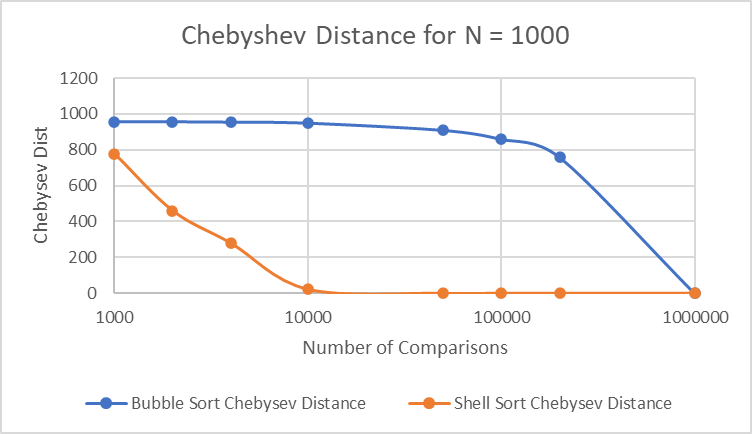 Chebyshev Distance for N = 1000
Chebysev Dist
1200
1000
800
600
400
200
0
1000 10000 100000 1000000
Number of Comparisons
Bubble Sort Chebysev Distance Shell Sort Chebysev Distance